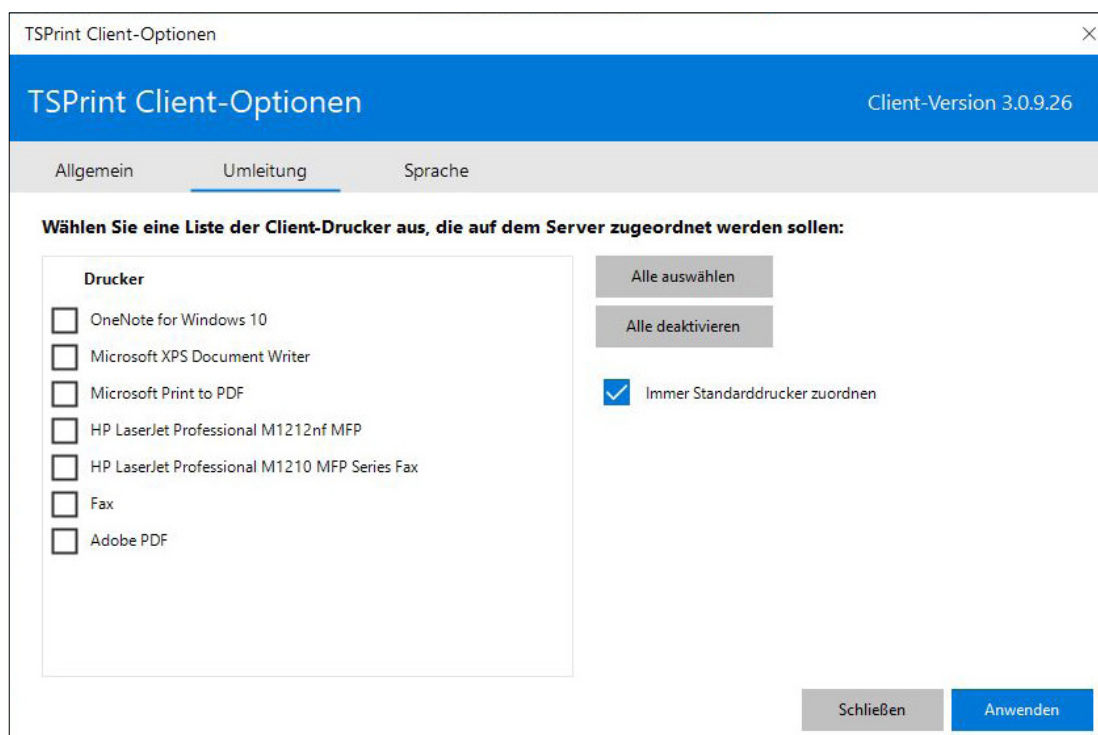 TSPrint Client-Optionen
TSPrint Client-Optionen
Client-Version 3.0.9.26
Allgemein
Umleitung
Sprache
Wählen Sie eine Liste der Client-Drucker aus, die auf dem Server zugeordnet werden sollen:
Drucker
OneNote for Windows 10
Microsoft XPS Document Writer
Microsoft Print to PDF
HP LaserJet Professional M1212nf MFP
HP LaserJet Professional M1210 MFP Series Fax
Fax
Adobe PDF
Alle auswählen
Alle deaktivieren
Immer Standarddrucker zuordnen
Schließen
Anwenden